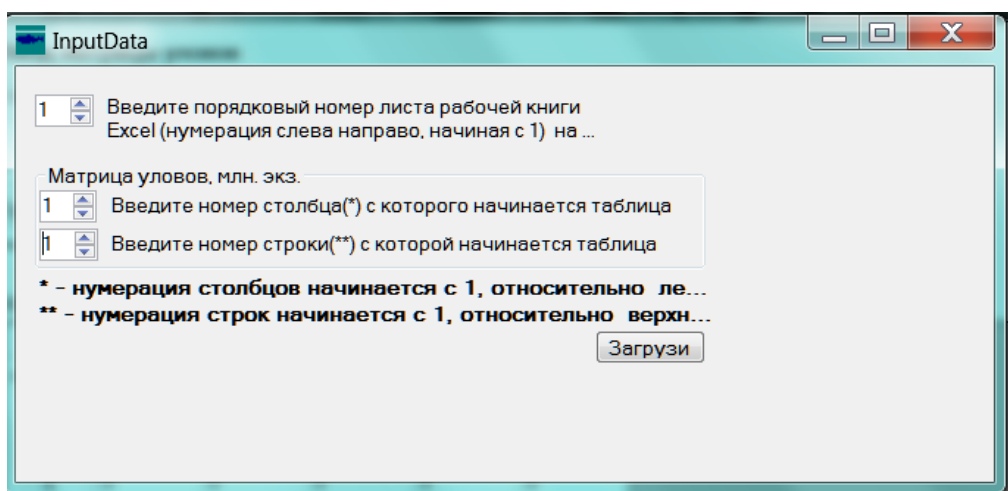 InputData
1 Введите порядковый номер листа рабочей книги
Excel (нумерация слева направо, начиная с 1) на ...
Матрица уловов, млн. экз.
1 Введите номер столбца(*) с которого начинается таблица
1 Введите номер строки(**) с которой начинается таблица
* - нумерация столбцов начинается с 1, относительно ле...
** - нумерация строк начинается с 1, относительно верхн...
Загрузи